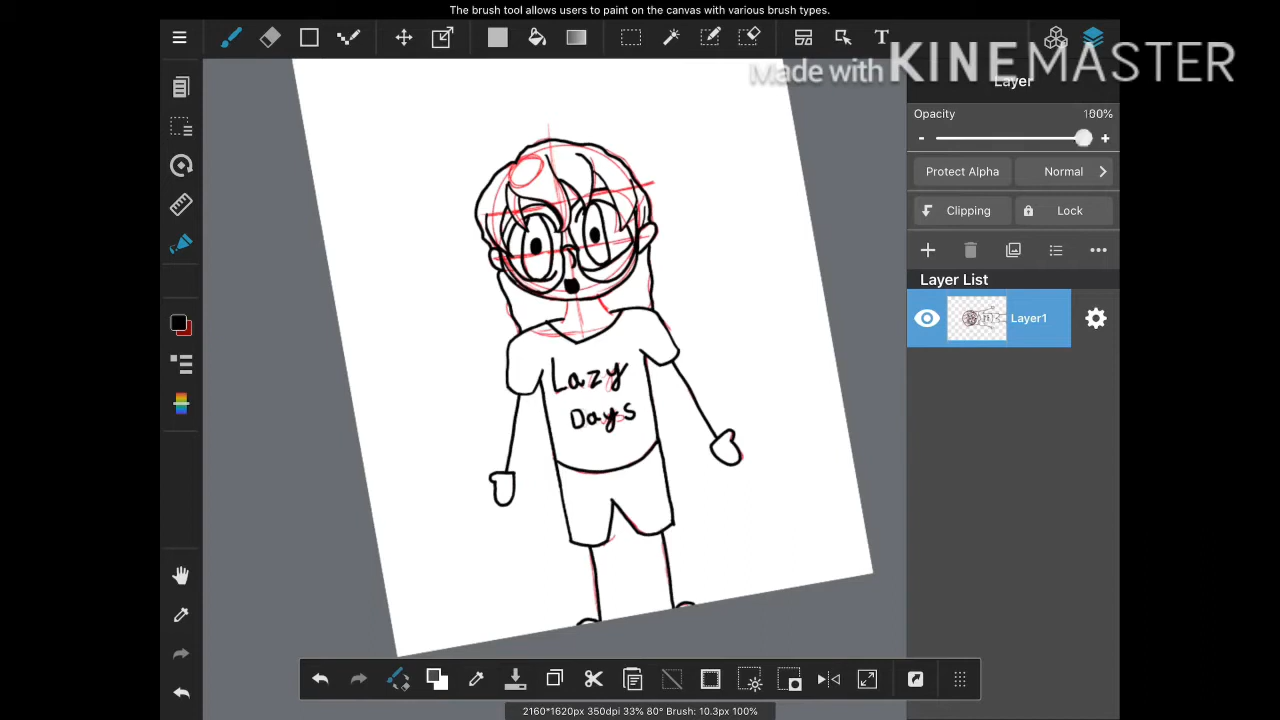 The brush tool allows users to paint on the canvas with various brush types.
T
Made with KINEMASTER
Layer
Opacity 100%
- +
Protect Alpha Normal
Clipping Lock
Layer List
Layer1
Lazy
Days
2160*1620px 350dpi 33% 80° Brush: 10.3px 100%